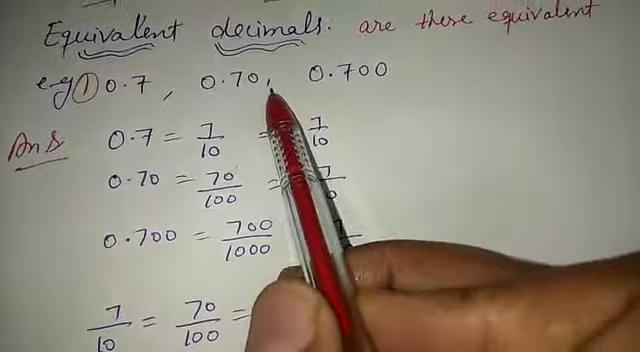 Equivalent decimals. are these equivalent
e.g ① 0.7, 0.70, 0.700
Ans 0.7 = 7/10 = 7/10
0.70 = 70/100 = 7/
0.700 = 700/1000
7/10 = 70/100 =